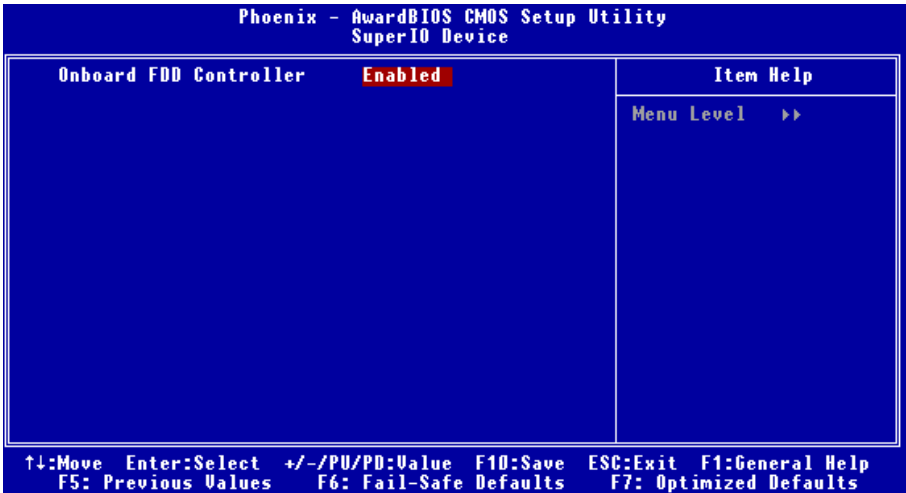 Phoenix - AwardBIOS CMOS Setup Utility
SuperIO Device
Onboard FDD Controller Enabled
Item Help
Menu Level ▸▸
↑↓:Move Enter:Select +/-/PU/PD:Value F10:Save ESC:Exit F1:General Help
F5: Previous Values F6: Fail-Safe Defaults F7: Optimized Defaults